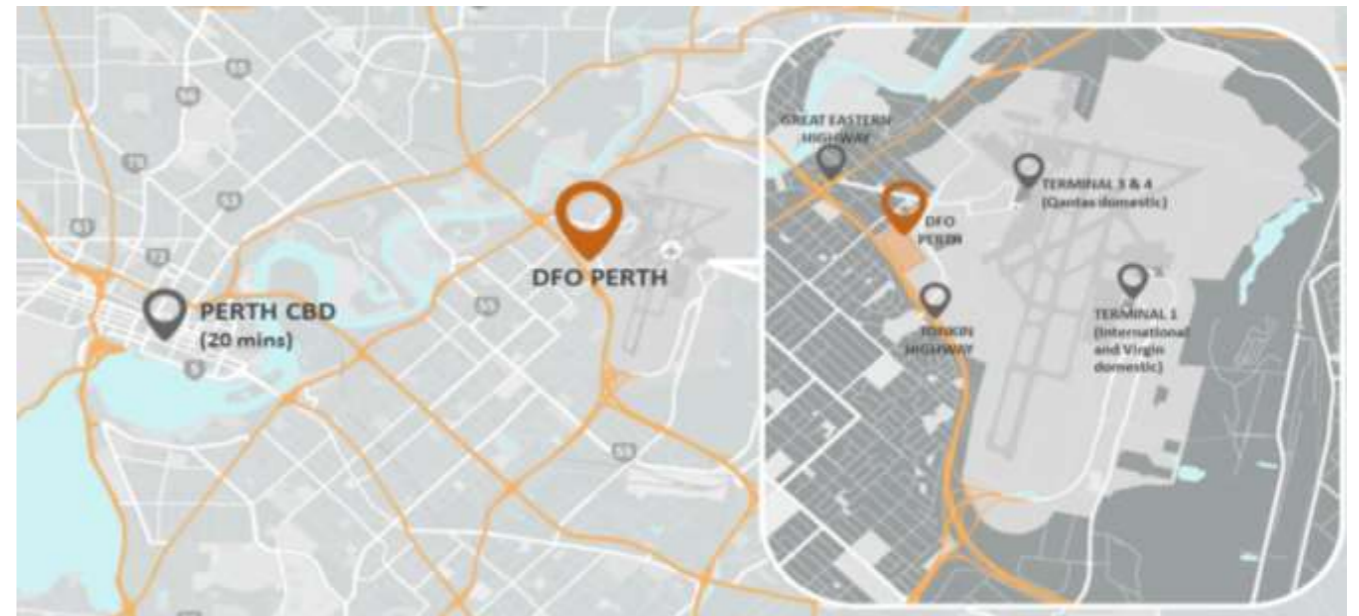 PERTH CBD
(20 mins)
DFO PERTH
GREAT EASTERN
HIGHWAY
DFO
PERTH
TERMINAL 3 & 4
(Qantas domestic)
TONKIN
HIGHWAY
TERMINAL 1
(International
and Virgin
domestic)